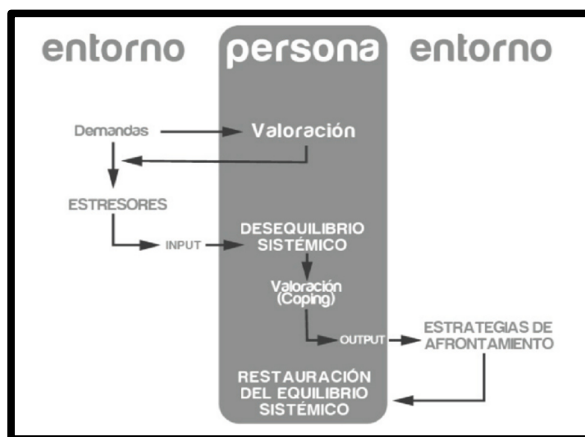 entorno persona entorno
Demandas Valoración
ESTRESORES
INPUT
DESEQUILIBRIO
SISTÉMICO
Valoración
(Coping)
OUTPUT
ESTRATEGIAS DE
AFRONTAMIENTO
RESTAURACIÓN
DEL EQUILIBRIO
SISTÉMICO